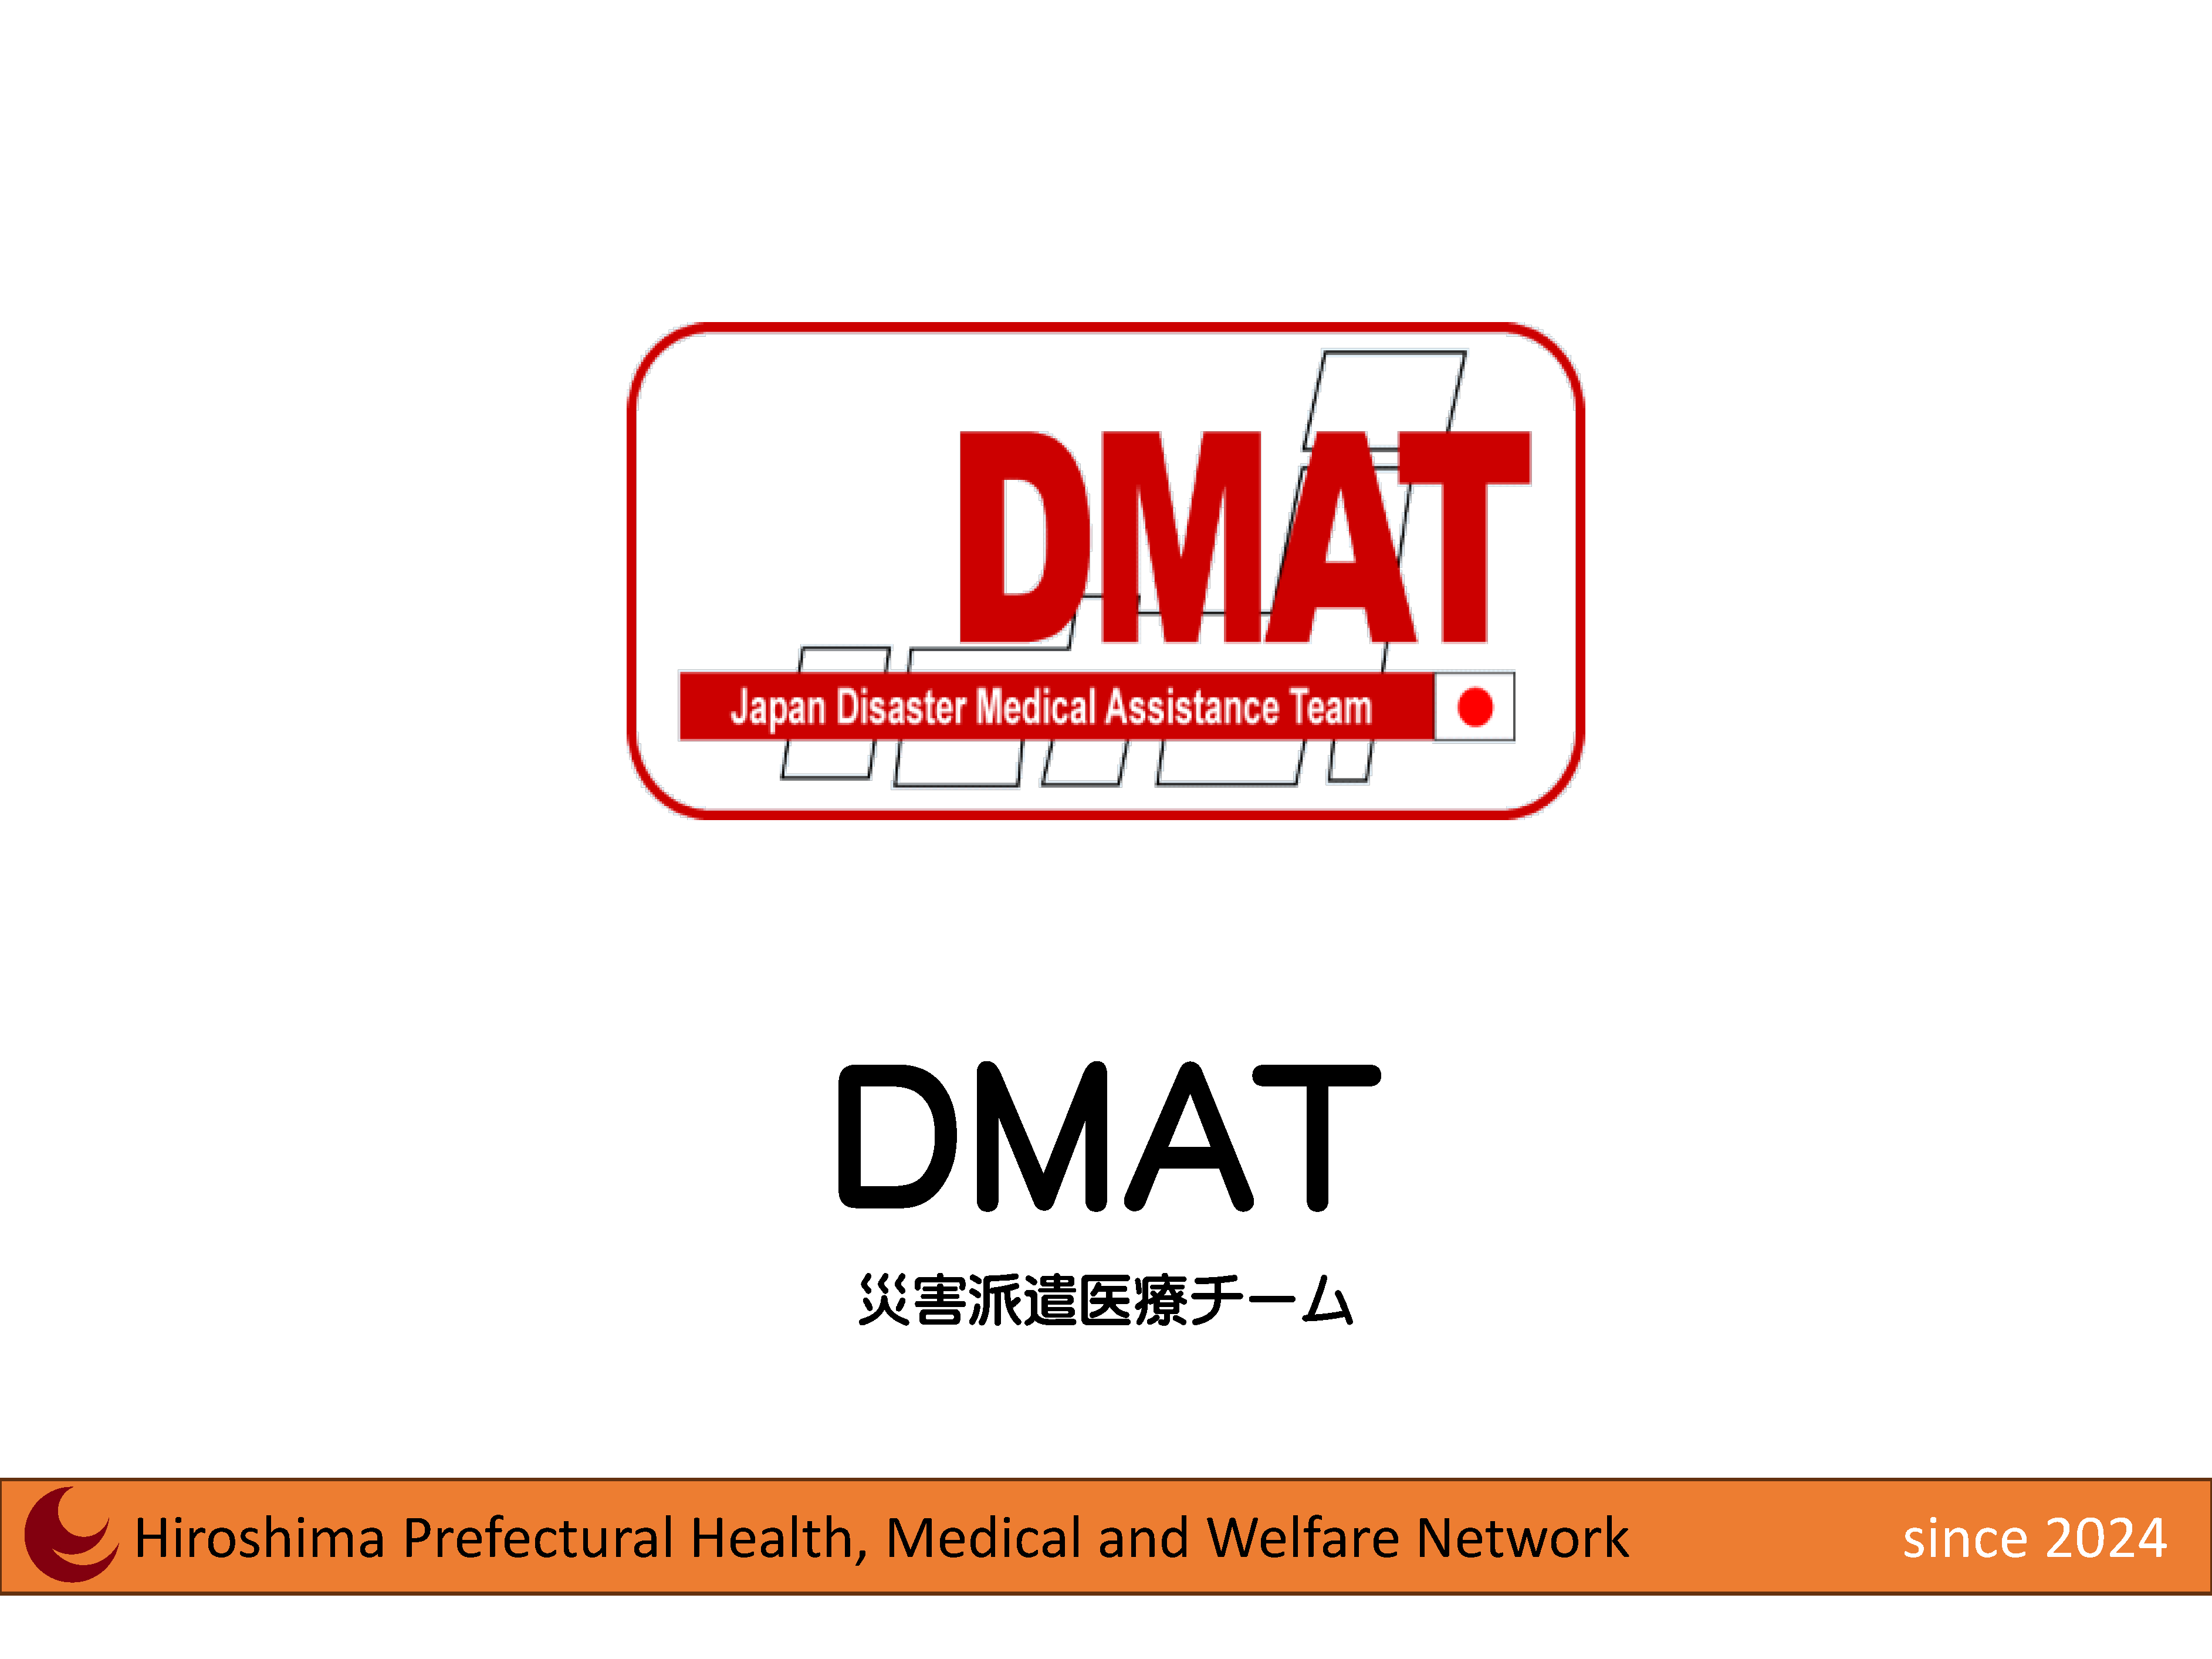 DMAT
Japan Disaster Medical Assistance Team
DMAT
災害派遣医療チーム
Hiroshima Prefectural Health, Medical and Welfare Network
since 2024